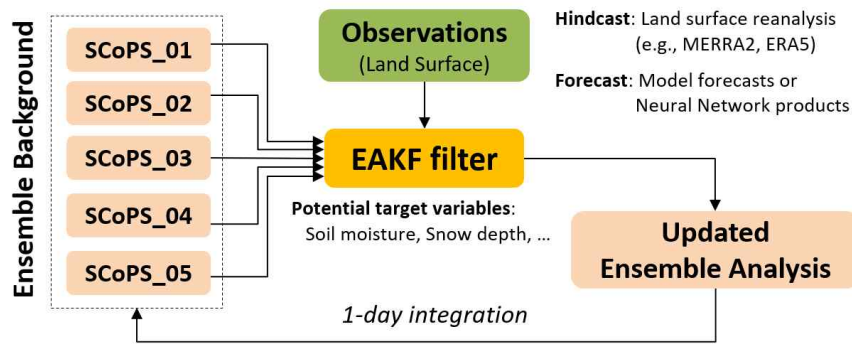 Ensemble Background
SCoPS_01
SCoPS_02
SCoPS_03
SCoPS_04
SCoPS_05
Observations
(Land Surface)
Hindcast: Land surface reanalysis
(e.g., MERRA2, ERA5)
Forecast: Model forecasts or
Neural Network products
EAKF filter
Potential target variables:
Soil moisture, Snow depth, ...
Updated
Ensemble Analysis
1-day integration